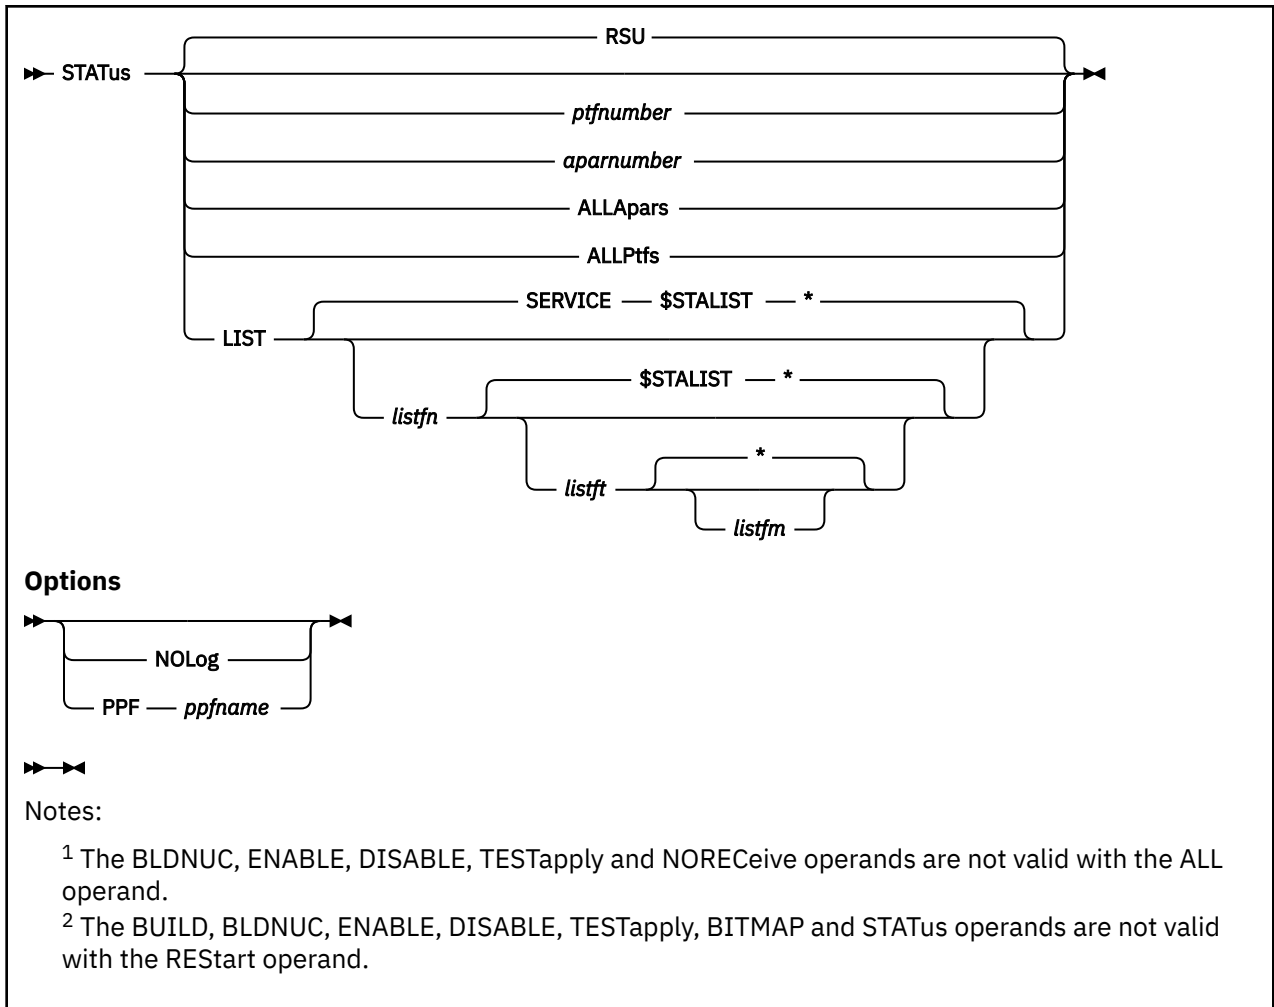 RSU
STATus
ptfnumber
aparnumber
ALLApars
ALLPtfs
SERVICE $STALIST *
LIST
$STALIST *
listfn
*
listft
listfm
Options
NOLog
PPF ppfname
Notes:
1 The BLDNUC, ENABLE, DISABLE, TESTapply and NORECeive operands are not valid with the ALL
operand.
2 The BUILD, BLDNUC, ENABLE, DISABLE, TESTapply, BITMAP and STATus operands are not valid
with the REStart operand.